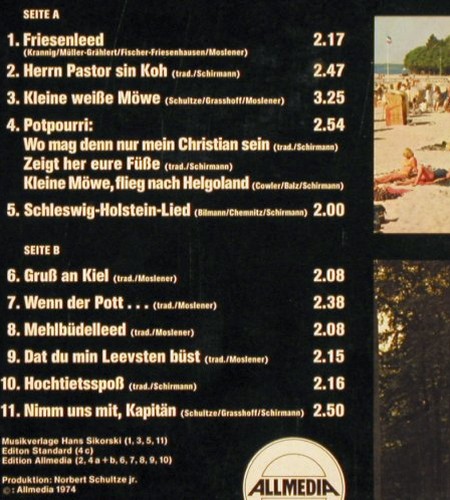 SEITE A
1. Friesenleed 2.17
(Krannig/Müller-Grählert/Fischer-Friesenhausen/Moslener)
2. Herrn Pastor sin Koh (trad./Schirmann) 2.47
3. Kleine weiße Möwe (Schultze/Grasshoff/Moslener) 3.25
4. Potpourri: 2.54
Wo mag denn nur mein Christian sein (trad./Schirmann)
Zeigt her eure Füße (trad./Schirmann)
Kleine Möwe, flieg nach Helgoland (Cowler/Balz/Schirmann)
5. Schleswig-Holstein-Lied (Bilmann/Chemnitz/Schirmann) 2.00
SEITE B
6. Gruß an Kiel (trad./Moslener) 2.08
7. Wenn der Pott . . . (trad./Moslener) 2.38
8. Mehlbüdelleed (trad./Moslener) 2.08
9. Dat du min Leevsten büst (trad./Moslener) 2.15
10. Hochtietsspoß (trad./Schirmann) 2.16
11. Nimm uns mit, Kapitän (Schultze/Grasshoff/Schirmann) 2.50
Musikverlage Hans Sikorski (1, 3, 5, 11)
Editon Standard (4 c)
Edition Allmedia (2, 4 a + b, 6, 7, 8, 9, 10)
Produktion: Norbert Schultze jr.
℗: Allmedia 1974
ALLMEDIA